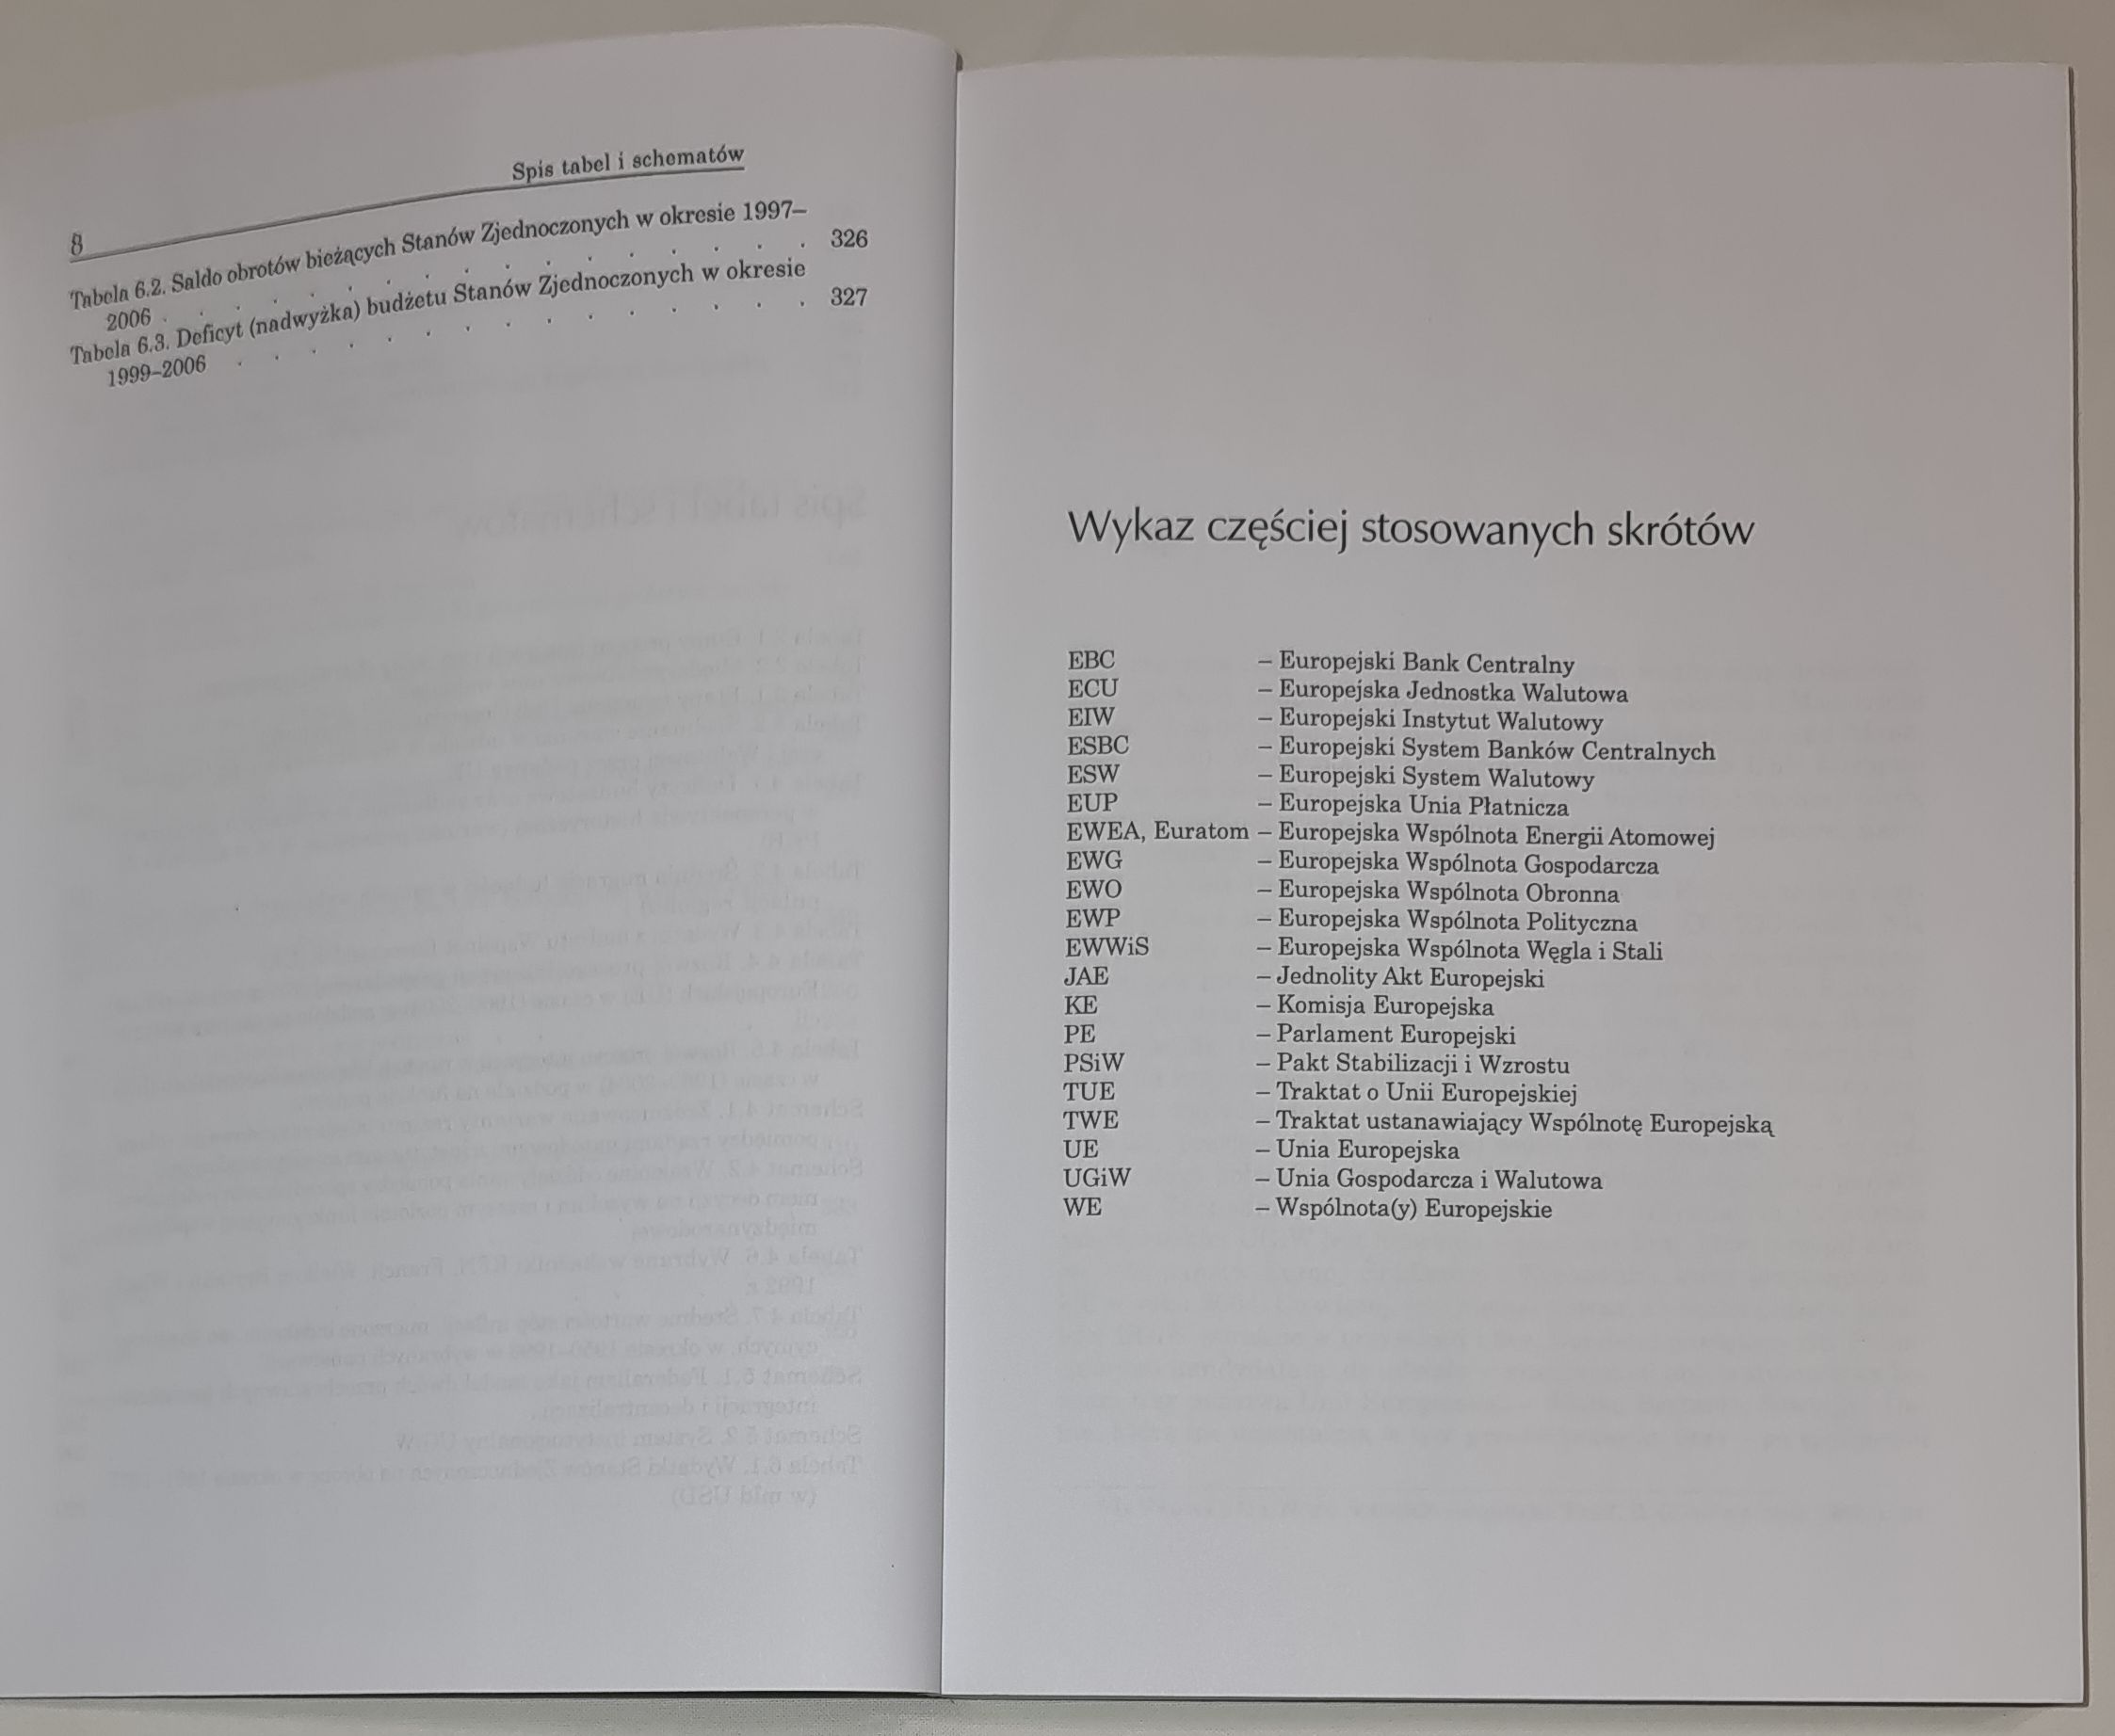 Spis tabel i schematów
8
Tabela 6.2. Saldo obrotów bieżących Stanów Zjednoczonych w okresie 1997–
2006 . . . . . . . . . . . . . . . . . 326
Tabela 6.3. Deficyt (nadwyżka) budżetu Stanów Zjednoczonych w okresie
1999–2006 . . . . . . . . . . . . . . . 327
Wykaz częściej stosowanych skrótów
EBC – Europejski Bank Centralny
ECU – Europejska Jednostka Walutowa
EIW – Europejski Instytut Walutowy
ESBC – Europejski System Banków Centralnych
ESW – Europejski System Walutowy
EUP – Europejska Unia Płatnicza
EWEA, Euratom – Europejska Wspólnota Energii Atomowej
EWG – Europejska Wspólnota Gospodarcza
EWO – Europejska Wspólnota Obronna
EWP – Europejska Wspólnota Polityczna
EWWiS – Europejska Wspólnota Węgla i Stali
JAE – Jednolity Akt Europejski
KE – Komisja Europejska
PE – Parlament Europejski
PSiW – Pakt Stabilizacji i Wzrostu
TUE – Traktat o Unii Europejskiej
TWE – Traktat ustanawiający Wspólnotę Europejską
UE – Unia Europejska
UGiW – Unia Gospodarcza i Walutowa
WE – Wspólnota(y) Europejskie